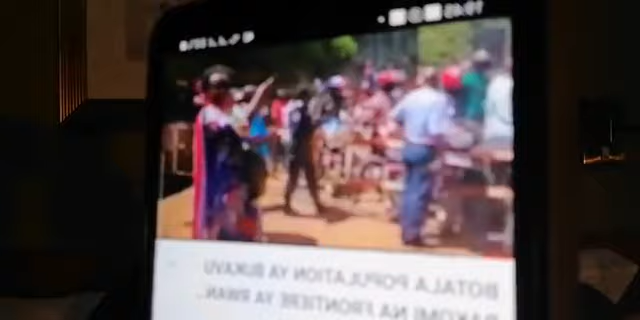 BOTALA POPULATION YA BUKAVU
BAKOMI NA FRONTIERE YA RWAN...